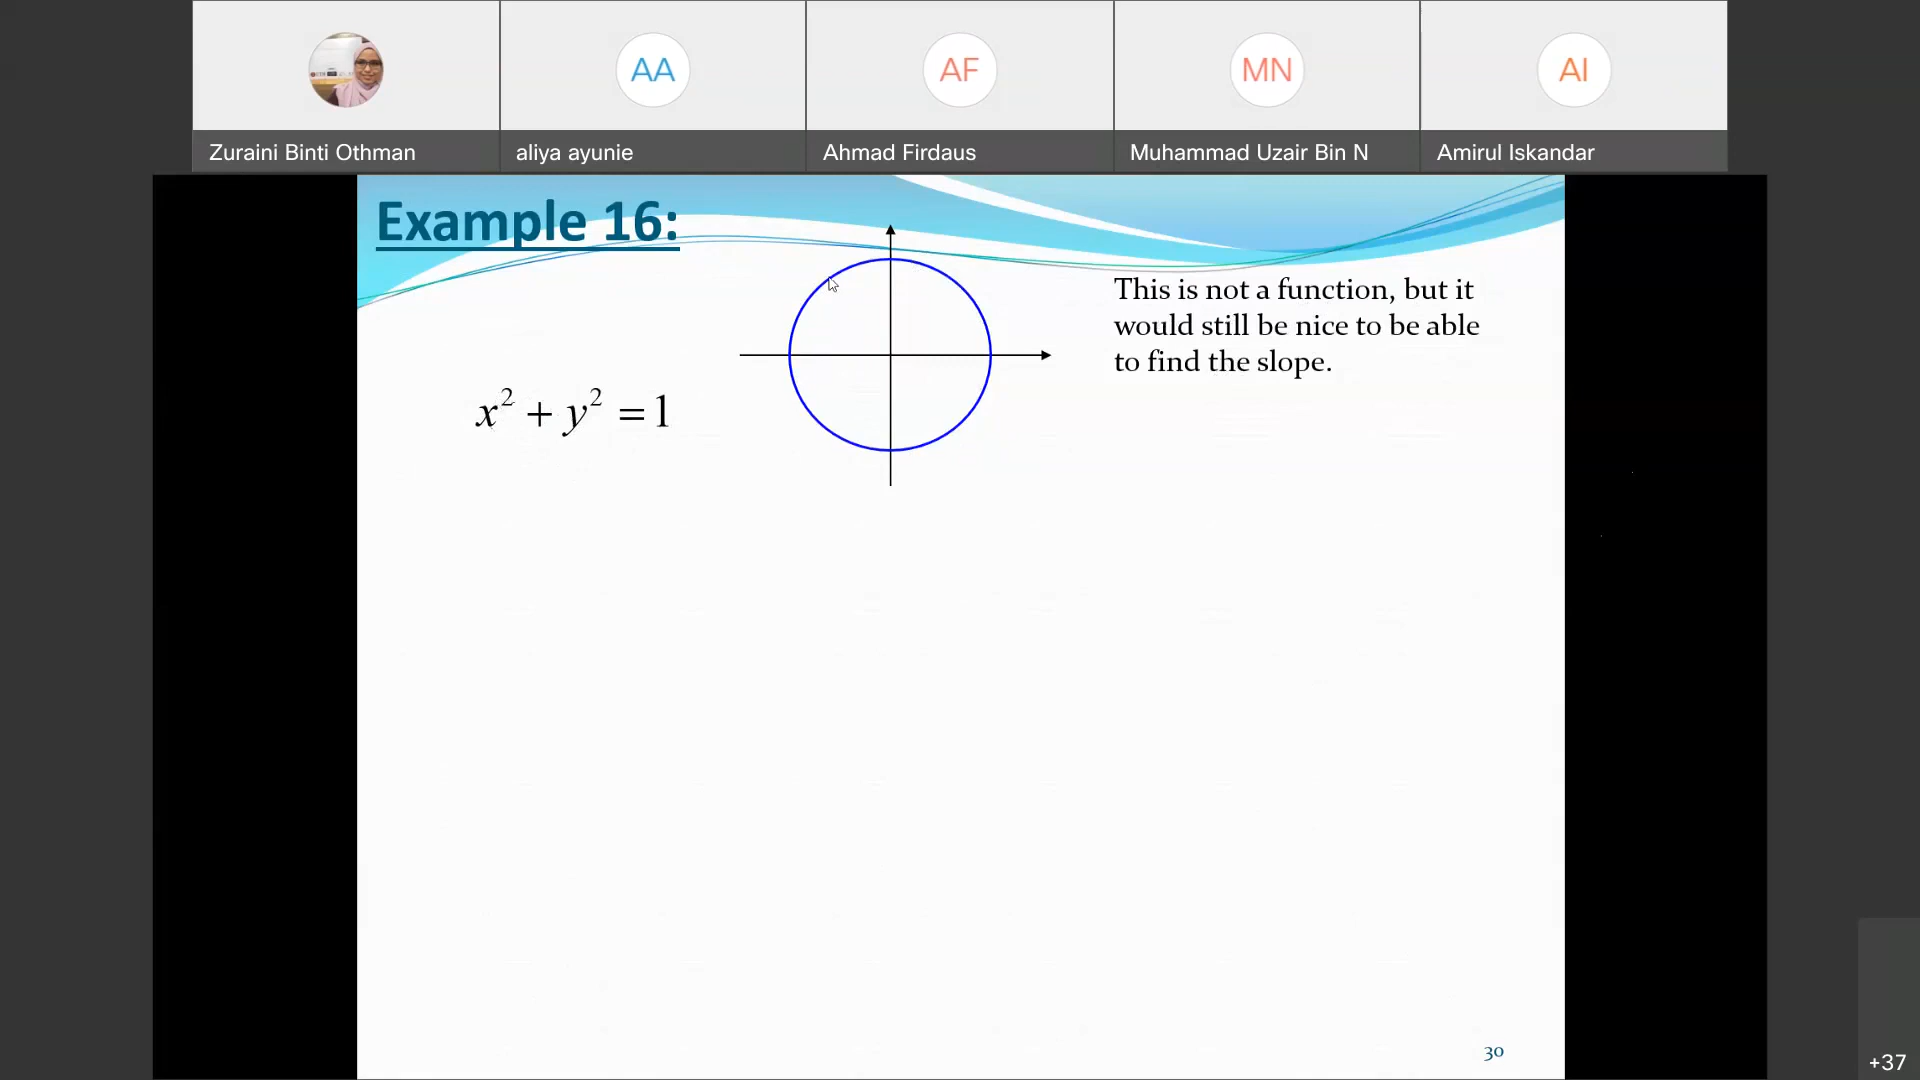 AA
AF
MN
AI
Zuraini Binti Othman
aliya ayunie
Ahmad Firdaus
Muhammad Uzair Bin N
Amirul Iskandar
Example 16:
This is not a function, but it
would still be nice to be able
to find the slope.
x² + y² = 1
30
+37